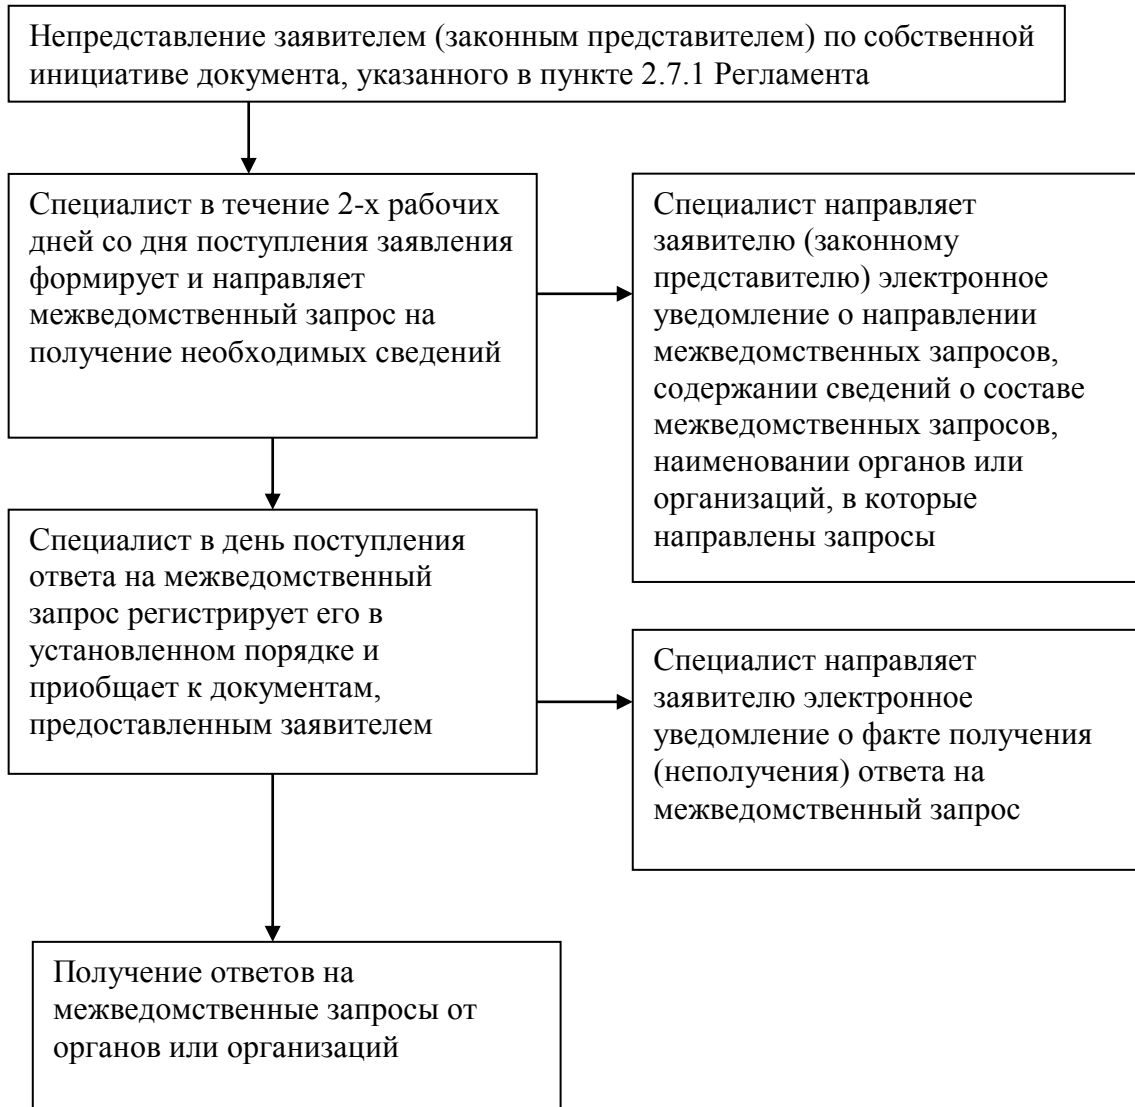 Непредставление заявителем (законным представителем) по собственной
инициативе документа, указанного в пункте 2.7.1 Регламента
Специалист в течение 2-х рабочих
дней со дня поступления заявления
формирует и направляет
межведомственный запрос на
получение необходимых сведений
Специалист направляет
заявителю (законному
представителю) электронное
уведомление о направлении
межведомственных запросов,
содержании сведений о составе
межведомственных запросов,
наименовании органов или
организаций, в которые
направлены запросы
Специалист в день поступления
ответа на межведомственный
запрос регистрирует его в
установленном порядке и
приобщает к документам,
предоставленным заявителем
Специалист направляет
заявителю электронное
уведомление о факте получения
(неполучения) ответа на
межведомственный запрос
Получение ответов на
межведомственные запросы от
органов или организаций